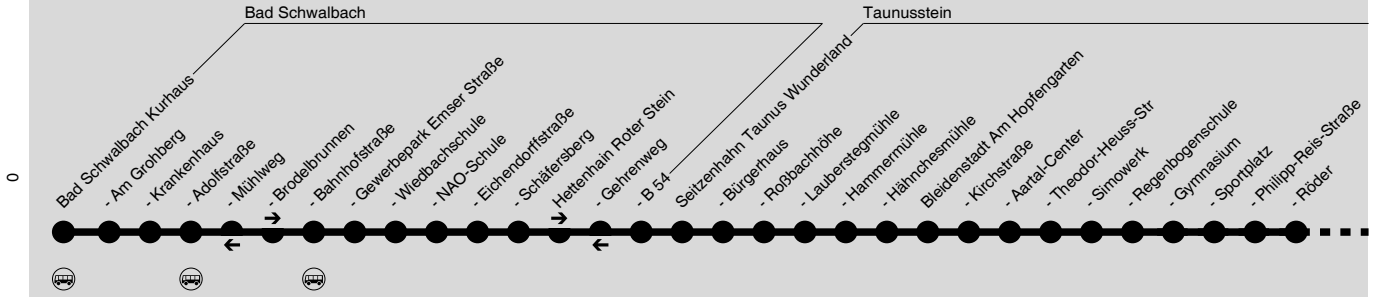 Bad Schwalbach
Taunusstein
Bad Schwalbach Kurhaus
- Am Grohberg
- Krankenhaus
- Adolfstraße
- Mühlweg
- Brodelbrunnen
- Bahnhofstraße
- Gewerbepark Emser Straße
- Wiedbachschule
- NAO-Schule
- Eichendorffstraße
- Schäfersberg
Hettenhain Roter Stein
- Gehrenweg
- B 54
Seitzenhahn Taunus Wunderland
- Bürgerhaus
- Roßbachhöhe
- Lauberstegmühle
- Hammermühle
- Hähnchesmühle
Bleidenstadt Am Hopfengarten
- Kirchstraße
- Aartal-Center
- Theodor-Heuss-Str
- Simowerk
- Regenbogenschule
- Gymnasium
- Sportplatz
- Philipp-Reis-Straße
- Röder
0